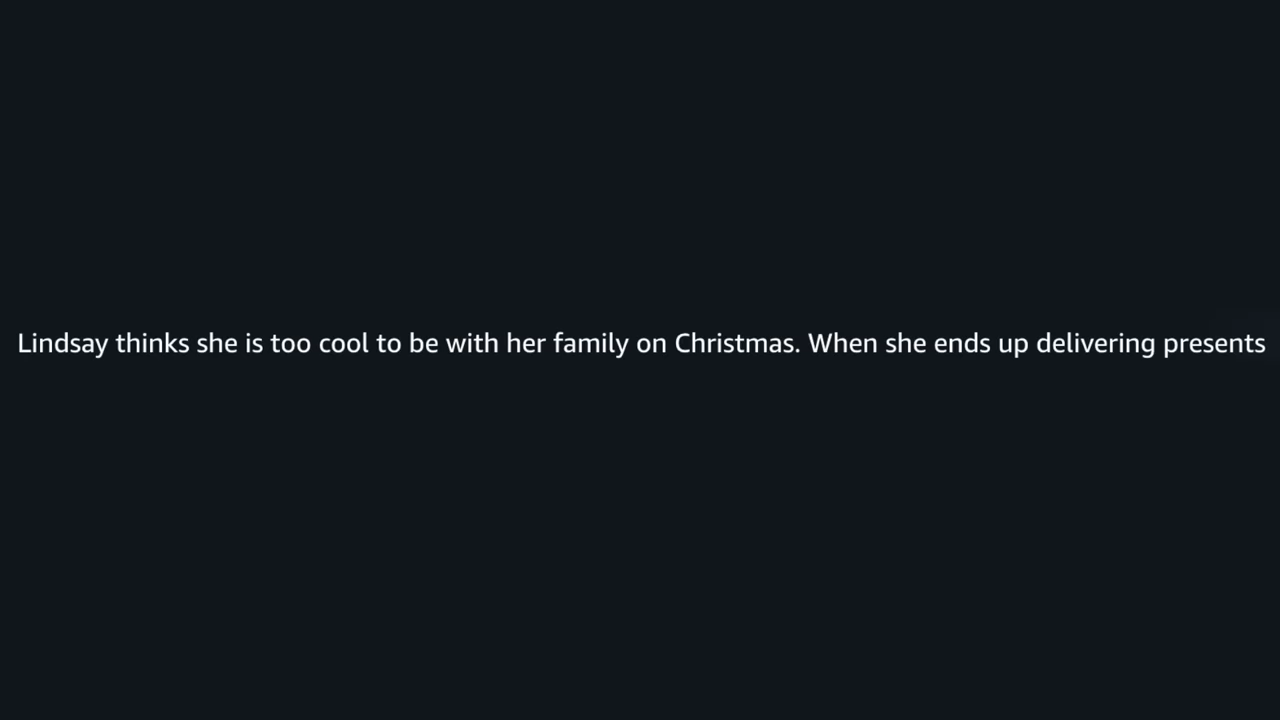 Lindsay thinks she is too cool to be with her family on Christmas. When she ends up delivering presents